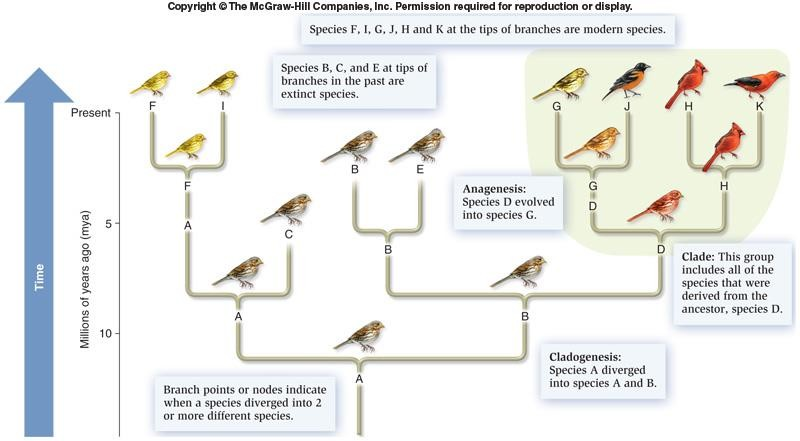 Copyright © The McGraw-Hill Companies, Inc. Permission required for reproduction or display.
Species F, I, G, J, H and K at the tips of branches are modern species.
Species B, C, and E at tips of
branches in the past are
extinct species.
F
I
G
J
H
K
Present
B
E
F
Anagenesis:
Species D evolved
into species G.
G
H
D
A
C
5
B
D
Clade: This group
includes all of the
species that were
derived from the
ancestor, species D.
Time
Millions of years ago (mya)
A
B
10
Cladogenesis:
Species A diverged
into species A and B.
A
Branch points or nodes indicate
when a species diverged into 2
or more different species.